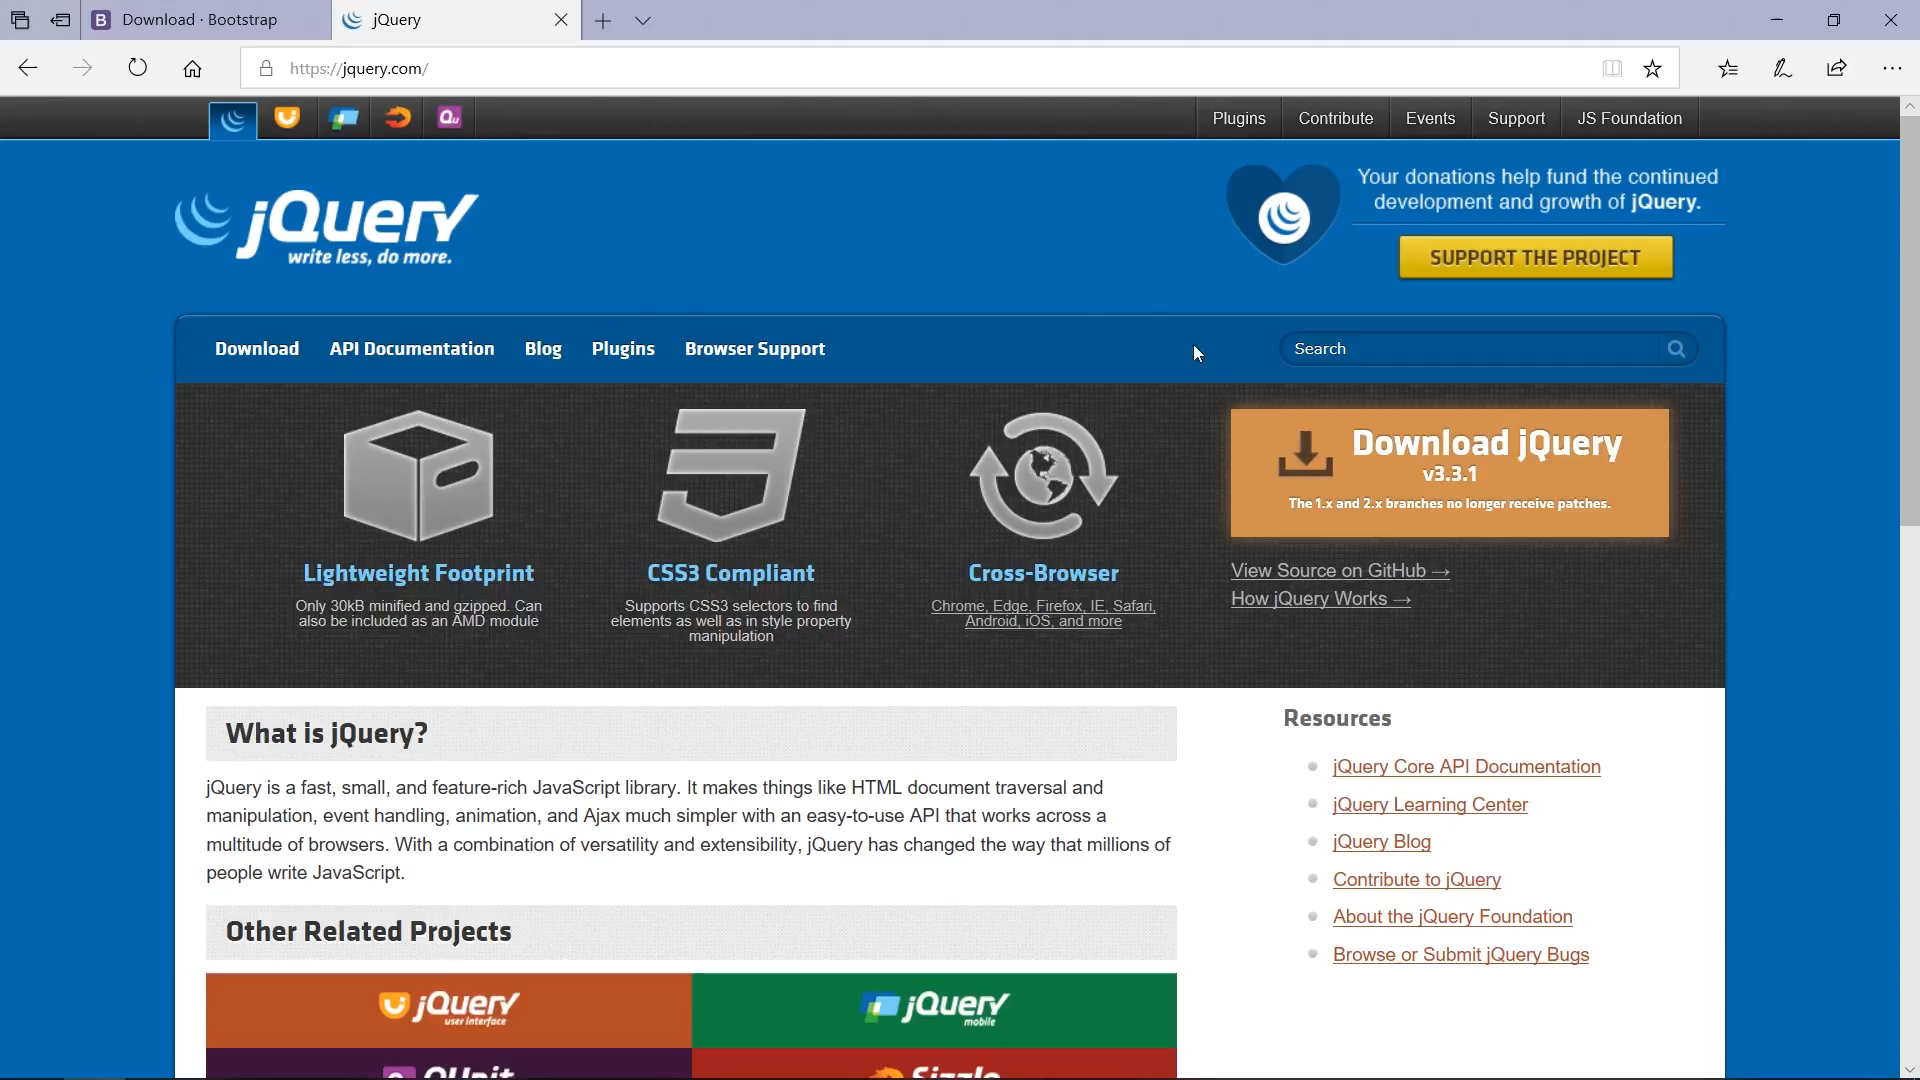 Download · Bootstrap
jQuery
https://jquery.com/
Plugins
Contribute
Events
Support
JS Foundation
jQuery
write less, do more.
Your donations help fund the continued
development and growth of jQuery.
SUPPORT THE PROJECT
Download
API Documentation
Blog
Plugins
Browser Support
Search
Lightweight Footprint
Only 30kB minified and gzipped. Can
also be included as an AMD module
CSS3 Compliant
Supports CSS3 selectors to find
elements as well as in style property
manipulation
Cross-Browser
Chrome, Edge, Firefox, IE, Safari,
Android, iOS, and more
Download jQuery
v3.3.1
The 1.x and 2.x branches no longer receive patches.
View Source on GitHub →
How jQuery Works →
What is jQuery?
jQuery is a fast, small, and feature-rich JavaScript library. It makes things like HTML document traversal and
manipulation, event handling, animation, and Ajax much simpler with an easy-to-use API that works across a
multitude of browsers. With a combination of versatility and extensibility, jQuery has changed the way that millions of
people write JavaScript.
Other Related Projects
jQuery
user interface
jQuery
mobile
QUnit
Sizzle
Resources
jQuery Core API Documentation
jQuery Learning Center
jQuery Blog
Contribute to jQuery
About the jQuery Foundation
Browse or Submit jQuery Bugs